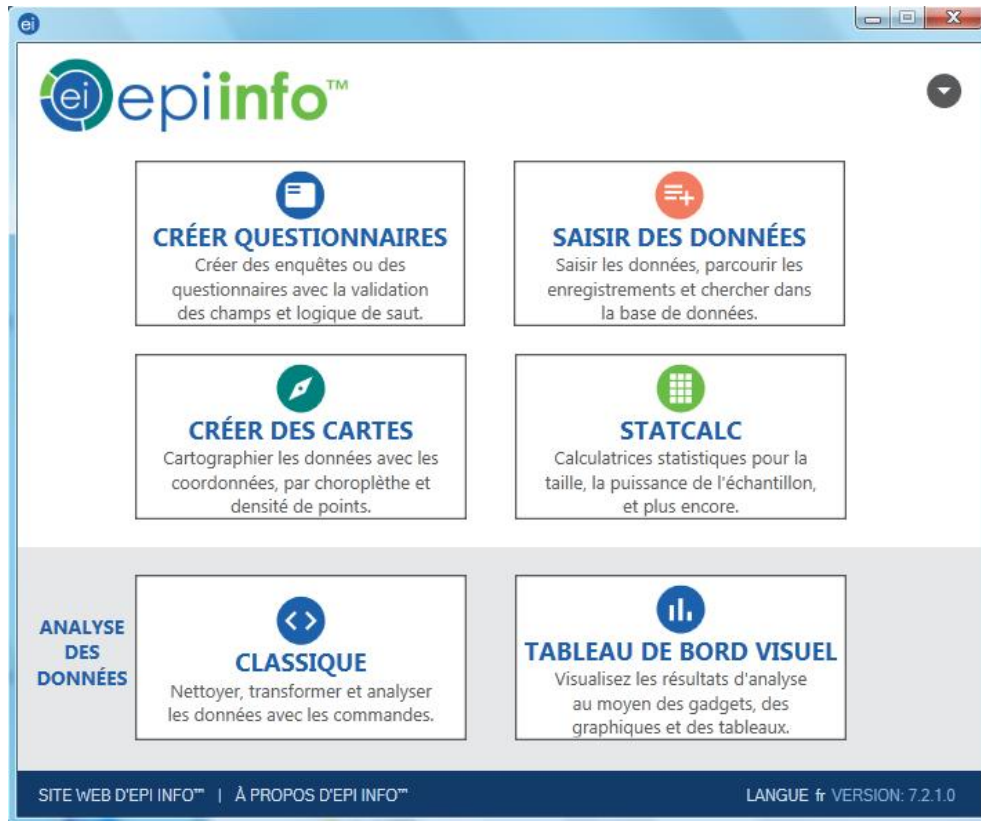 ei
ei epiinfo™
CRÉER QUESTIONNAIRES
Créer des enquêtes ou des
questionnaires avec la validation
des champs et logique de saut.
SAISIR DES DONNÉES
Saisir les données, parcourir les
enregistrements et chercher dans
la base de données.
CRÉER DES CARTES
Cartographier les données avec les
coordonnées, par choroplèthe et
densité de points.
STATCALC
Calculatrices statistiques pour la
taille, la puissance de l'échantillon,
et plus encore.
ANALYSE
DES
DONNÉES
CLASSIQUE
Nettoyer, transformer et analyser
les données avec les commandes.
TABLEAU DE BORD VISUEL
Visualisez les résultats d'analyse
au moyen des gadgets, des
graphiques et des tableaux.
SITE WEB D'EPI INFO™ | À PROPOS D'EPI INFO™ LANGUE fr VERSION: 7.2.1.0